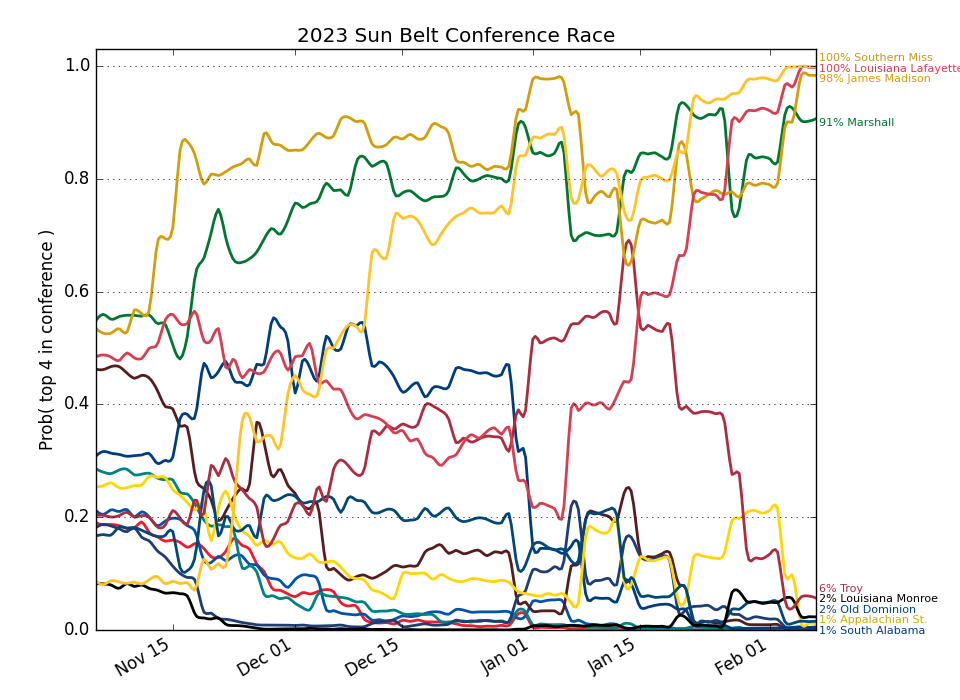 2023 Sun Belt Conference Race
Prob( top 4 in conference )
1.0
0.8
0.6
0.4
0.2
0.0
Nov 15
Dec 01
Dec 15
Jan 01
Jan 15
Feb 01
100% Southern Miss
100% Louisiana Lafayette
98% James Madison
91% Marshall
6% Troy
2% Louisiana Monroe
2% Old Dominion
1% Appalachian St.
1% South Alabama